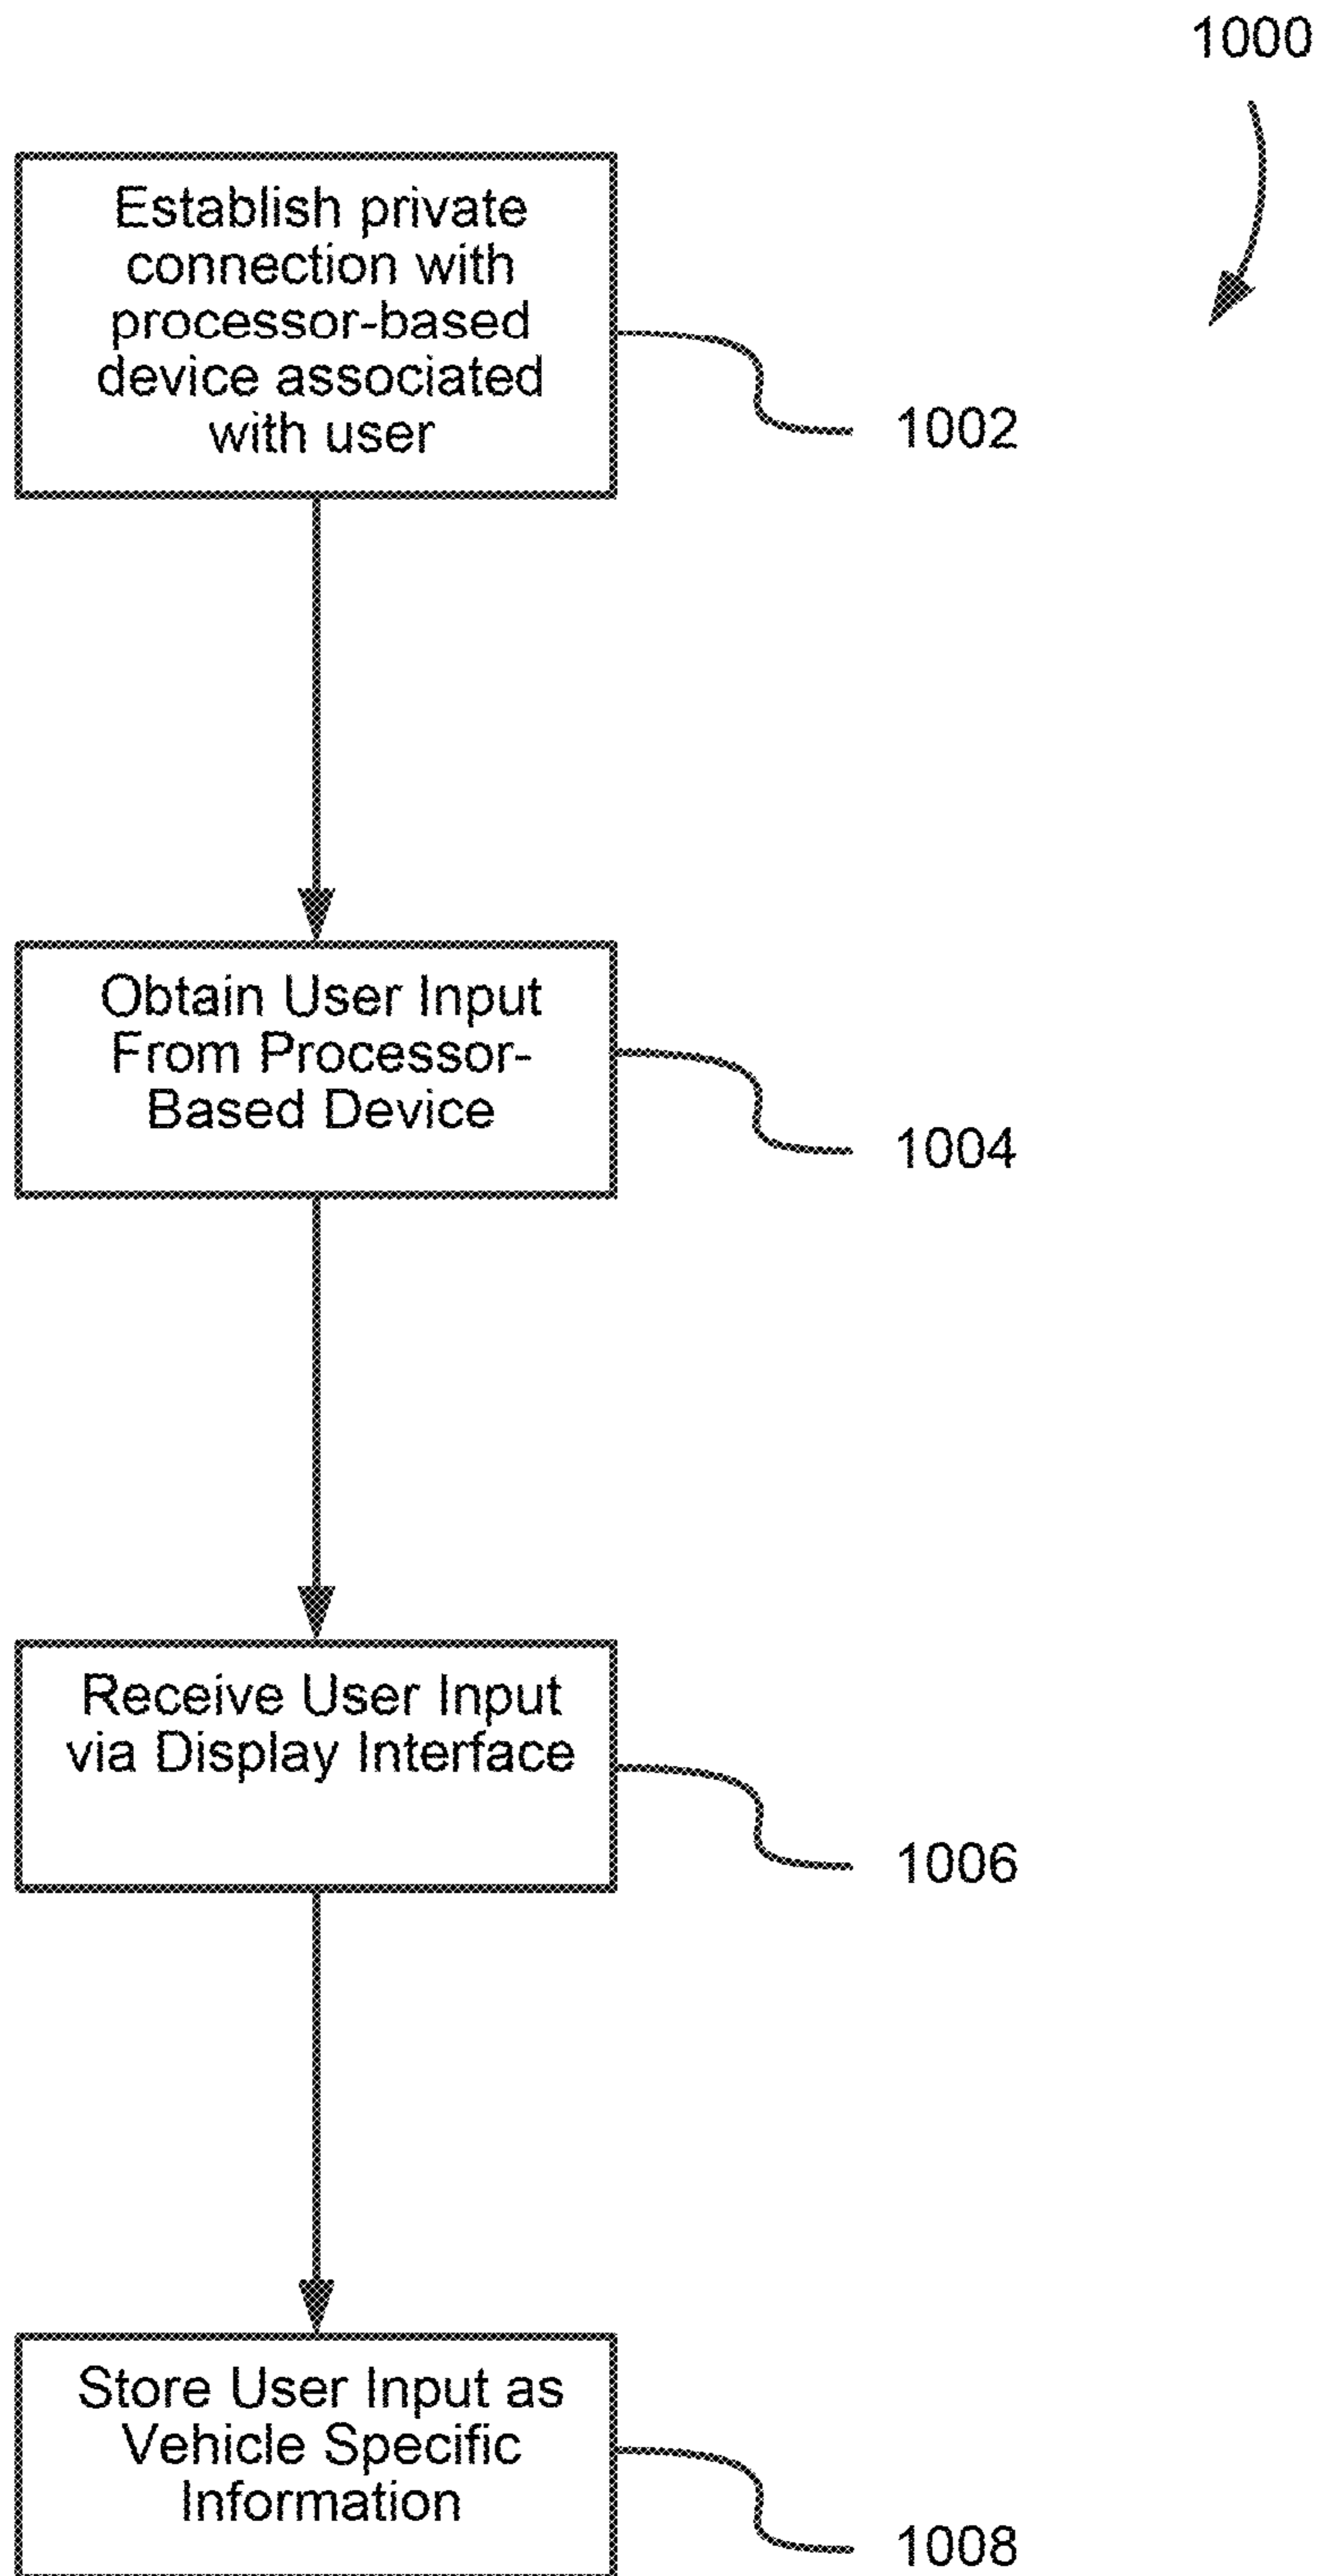 1000
Establish private
connection with
processor-based
device associated
with user
1002
Obtain User Input
From Processor-
Based Device
1004
Receive User Input
via Display Interface
1006
Store User Input as
Vehicle Specific
Information
1008